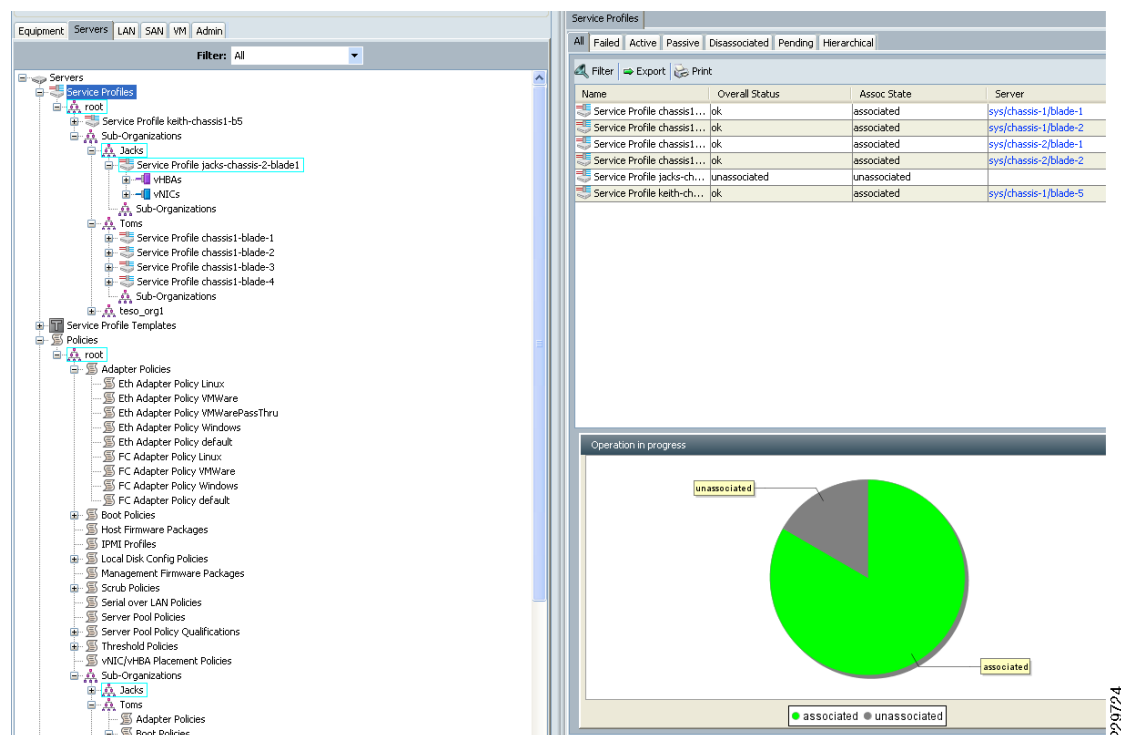 Equipment Servers LAN SAN VM Admin
Filter: All
Servers
Service Profiles
root
Service Profile keith-chassis1-b5
Sub-Organizations
Jacks
Service Profile jacks-chassis-2-blade1
vHBAs
vNICs
Sub-Organizations
Toms
Service Profile chassis1-blade-1
Service Profile chassis1-blade-2
Service Profile chassis1-blade-3
Service Profile chassis1-blade-4
Sub-Organizations
teso_org1
Service Profile Templates
Policies
root
Adapter Policies
Eth Adapter Policy Linux
Eth Adapter Policy VMWare
Eth Adapter Policy VMWarePassThru
Eth Adapter Policy Windows
Eth Adapter Policy default
FC Adapter Policy Linux
FC Adapter Policy VMWare
FC Adapter Policy Windows
FC Adapter Policy default
Boot Policies
Host Firmware Packages
IPMI Profiles
Local Disk Config Policies
Management Firmware Packages
Scrub Policies
Serial over LAN Policies
Server Pool Policies
Server Pool Policy Qualifications
Threshold Policies
vNIC/vHBA Placement Policies
Sub-Organizations
Jacks
Toms
Adapter Policies
Boot Policies
Service Profiles
All Failed Active Passive Disassociated Pending Hierarchical
Filter Export Print
Name Overall Status Assoc State Server
Service Profile chassis1... ok associated sys/chassis-1/blade-1
Service Profile chassis1... ok associated sys/chassis-1/blade-2
Service Profile chassis1... ok associated sys/chassis-2/blade-1
Service Profile chassis1... ok associated sys/chassis-2/blade-2
Service Profile jacks-ch... unassociated unassociated
Service Profile keith-ch... ok associated sys/chassis-1/blade-5
Operation in progress
unassociated
associated
associated unassociated
229724